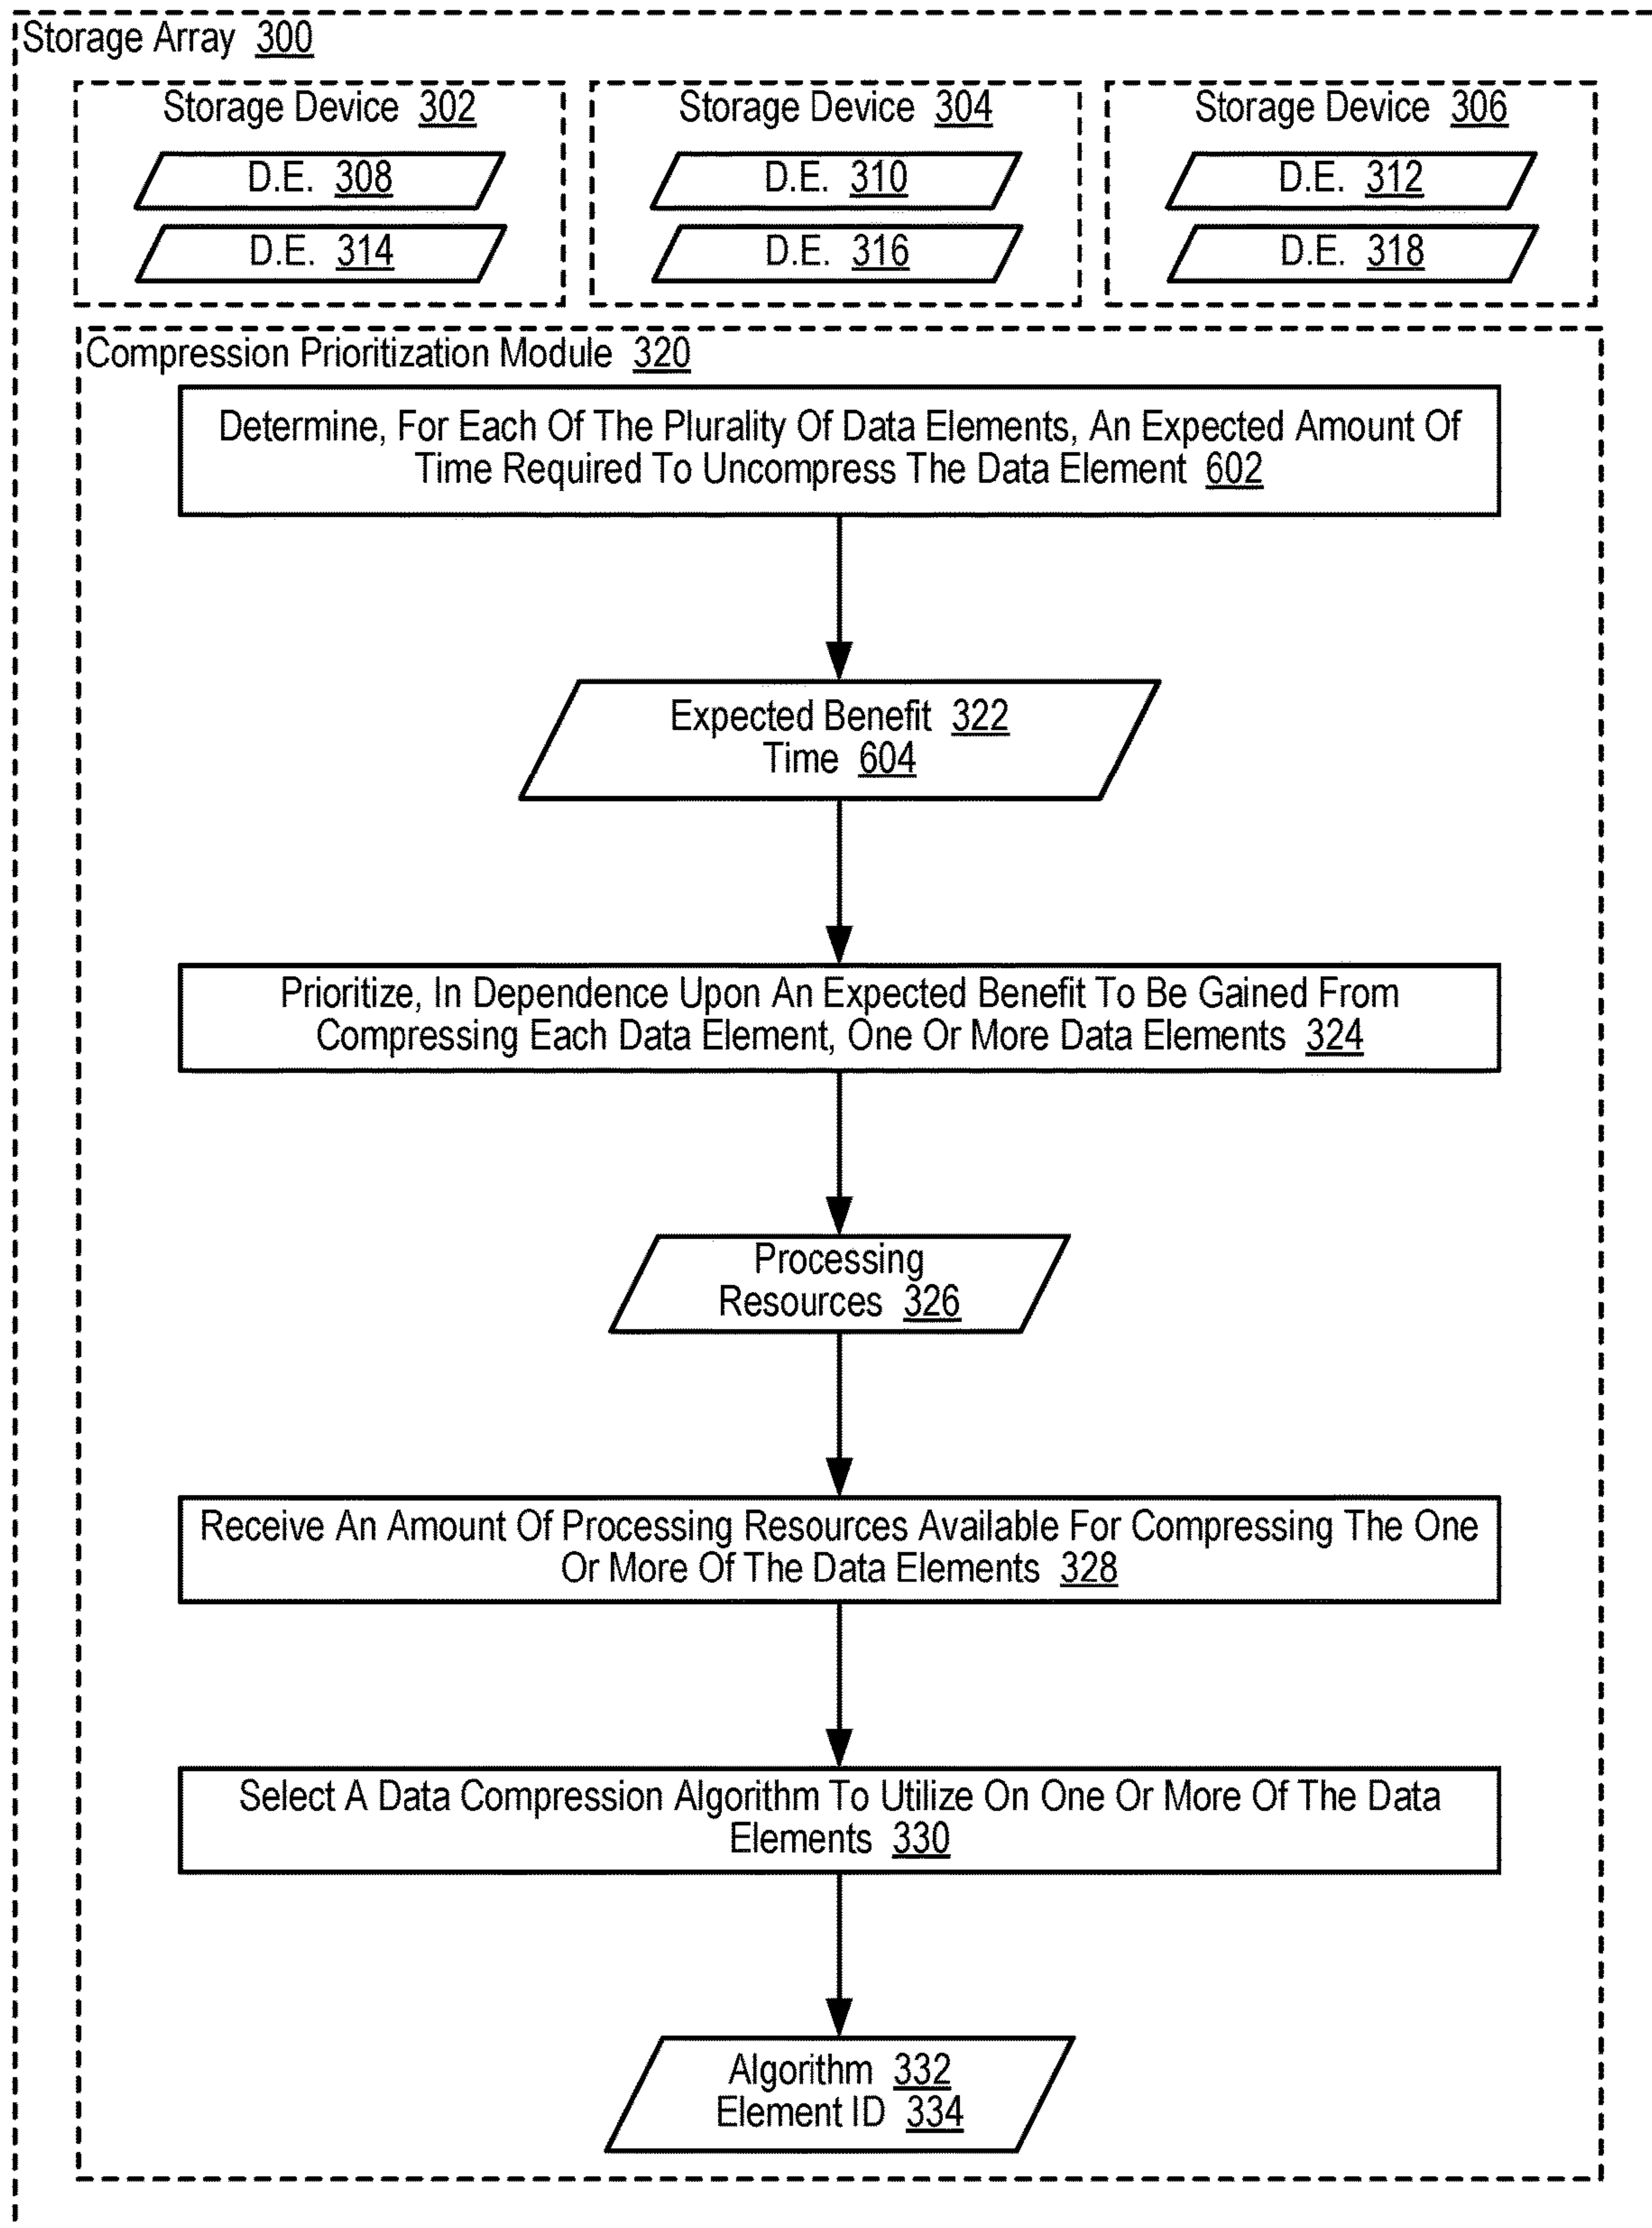 Storage Array 300
Storage Device 302
Storage Device 304
Storage Device 306
D.E. 308
D.E. 310
D.E. 312
D.E. 314
D.E. 316
D.E. 318
Compression Prioritization Module 320
Determine, For Each Of The Plurality Of Data Elements, An Expected Amount Of
Time Required To Uncompress The Data Element 602
Expected Benefit 322
Time 604
Prioritize, In Dependence Upon An Expected Benefit To Be Gained From
Compressing Each Data Element, One Or More Data Elements 324
Processing
Resources 326
Receive An Amount Of Processing Resources Available For Compressing The One
Or More Of The Data Elements 328
Select A Data Compression Algorithm To Utilize On One Or More Of The Data
Elements 330
Algorithm 332
Element ID 334